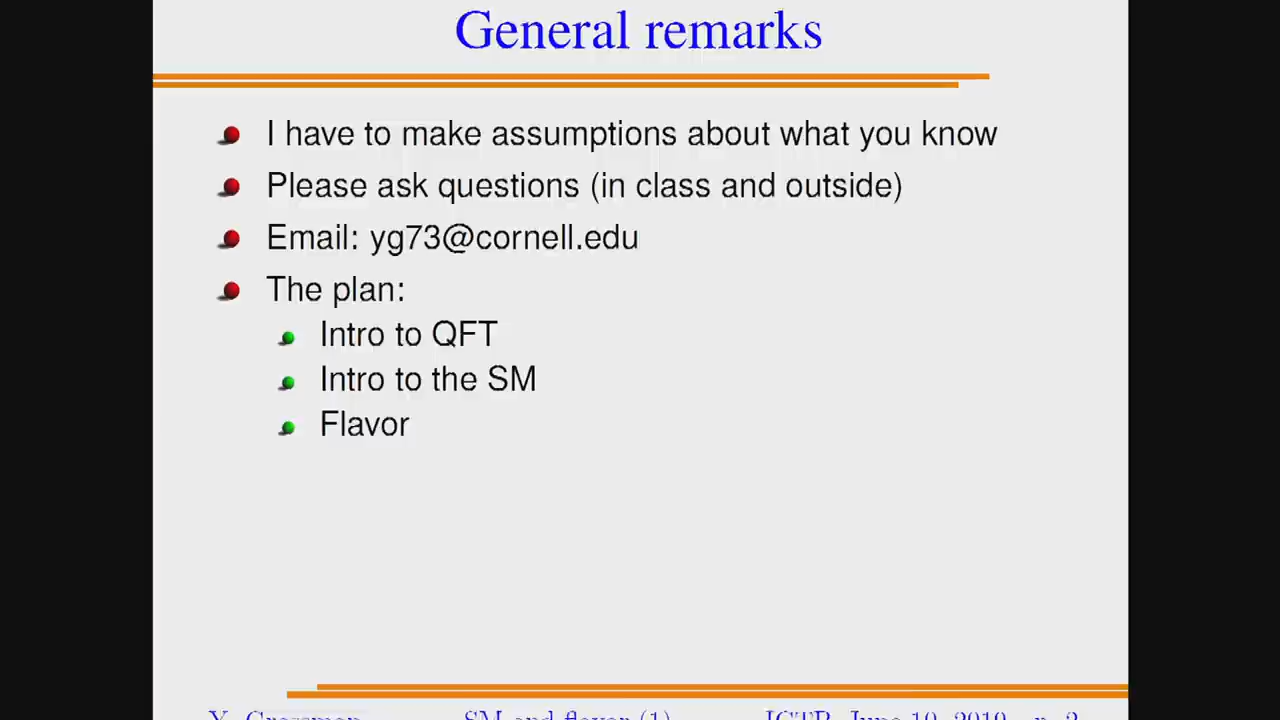 General remarks
I have to make assumptions about what you know
Please ask questions (in class and outside)
Email: yg73@cornell.edu
The plan:
Intro to QFT
Intro to the SM
Flavor
Y. Grossman SM and flavor (1) ICTP, June 10, 2019 p. 2